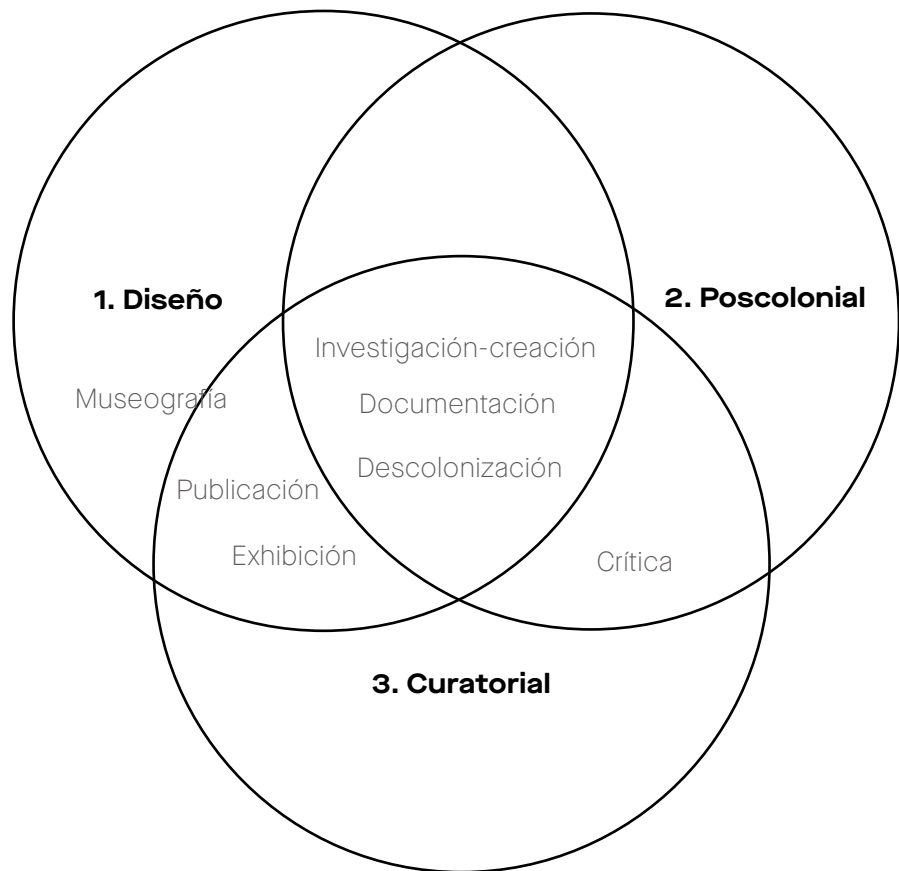 1. Diseño
2. Poscolonial
Investigación-creación
Museografía
Documentación
Descolonización
Publicación
Exhibición
Crítica
3. Curatorial